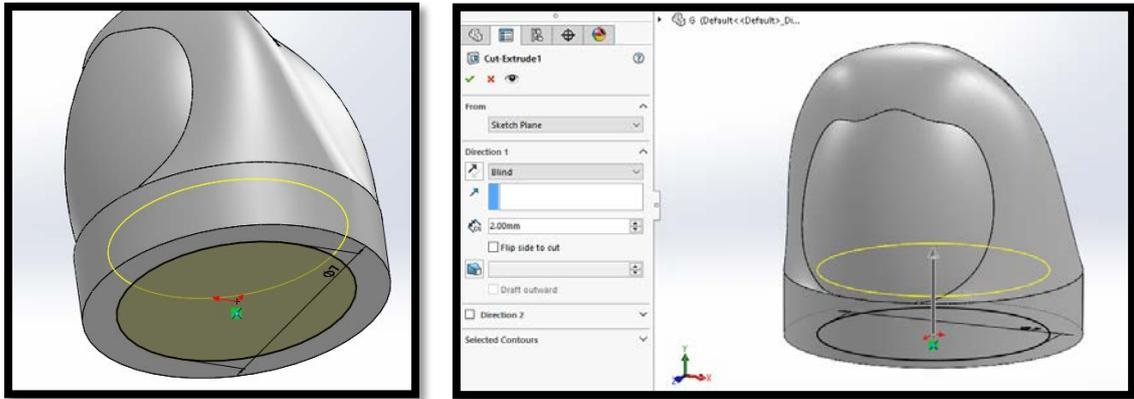 Ø7
G (Default<<Default>_Di...
Cut-Extrude1
From
Sketch Plane
Direction 1
Blind
2.00mm
Flip side to cut
Draft outward
Direction 2
Selected Contours
Y
X
Z